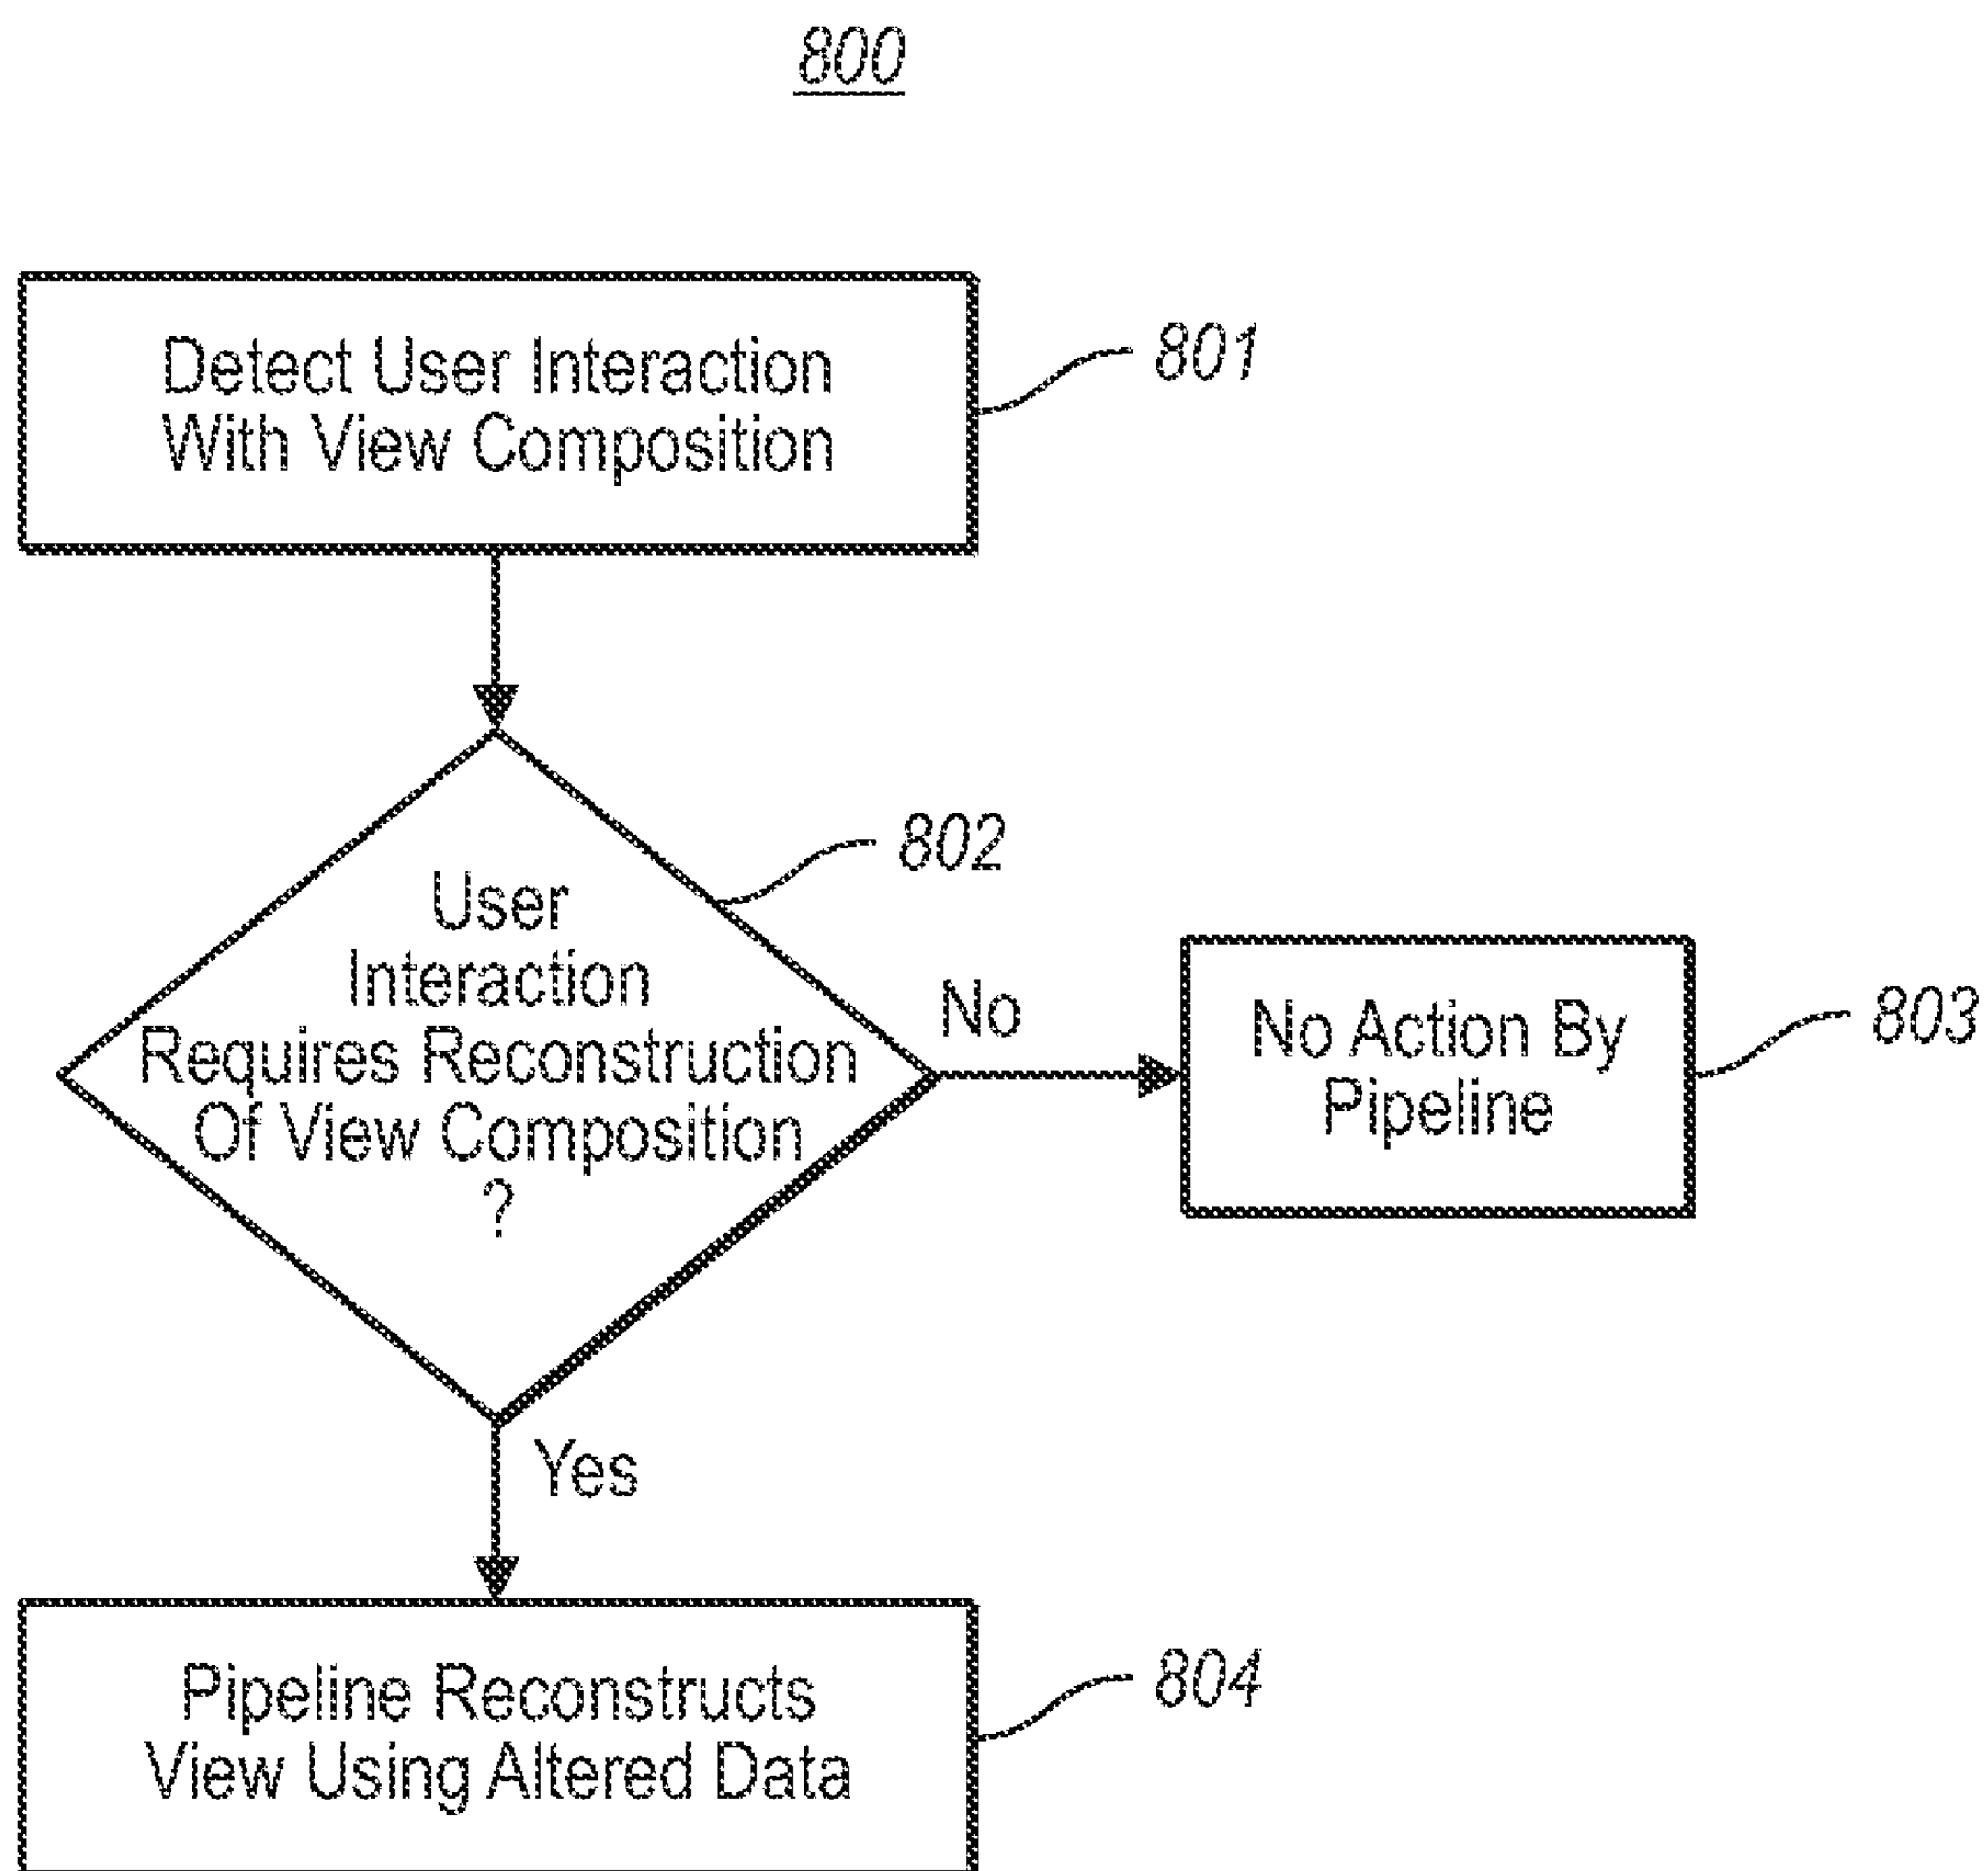 800
Detect User Interaction
With View Composition
801
User
Interaction
Requires Reconstruction
Of View Composition
?
802
No
No Action By
Pipeline
803
Yes
Pipeline Reconstructs
View Using Altered Data
804